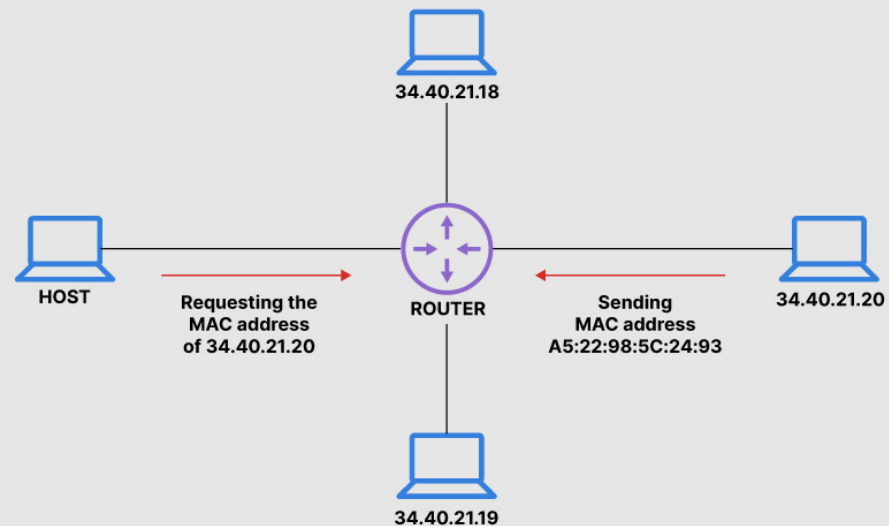 34.40.21.18
HOST
Requesting the
MAC address
of 34.40.21.20
ROUTER
Sending
MAC address
A5:22:98:5C:24:93
34.40.21.20
34.40.21.19